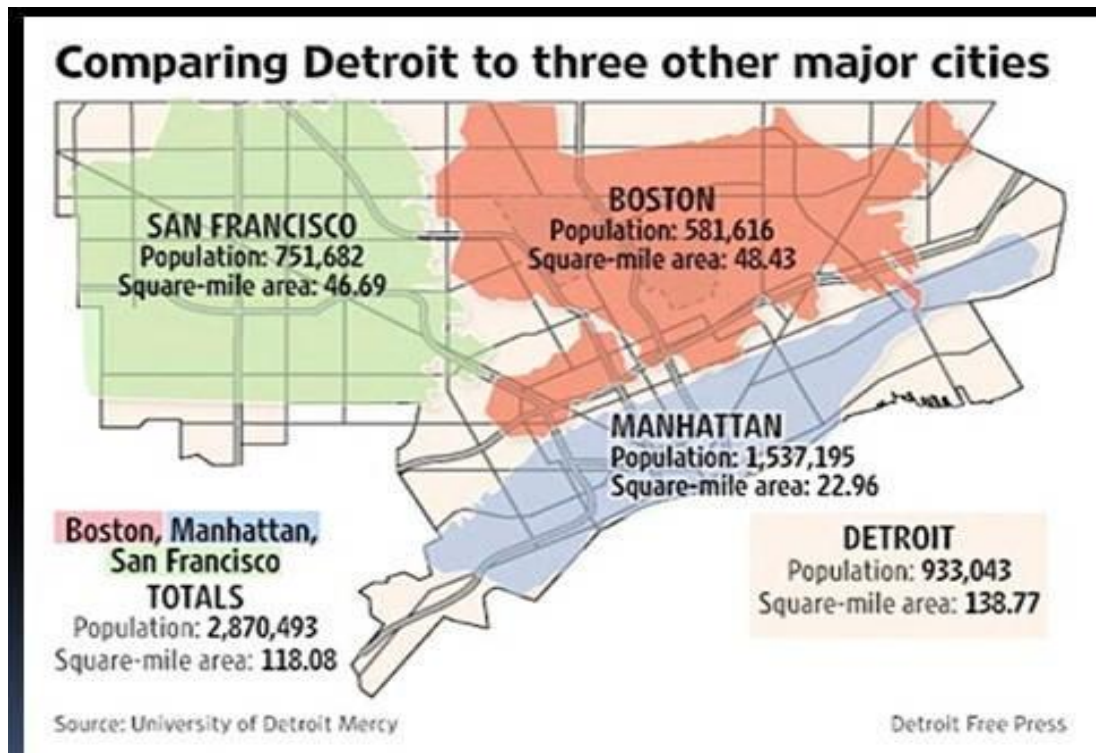 Comparing Detroit to three other major cities
SAN FRANCISCO
Population: 751,682
Square-mile area: 46.69
BOSTON
Population: 581,616
Square-mile area: 48.43
MANHATTAN
Population: 1,537,195
Square-mile area: 22.96
Boston, Manhattan,
San Francisco
TOTALS
Population: 2,870,493
Square-mile area: 118.08
DETROIT
Population: 933,043
Square-mile area: 138.77
Source: University of Detroit Mercy
Detroit Free Press